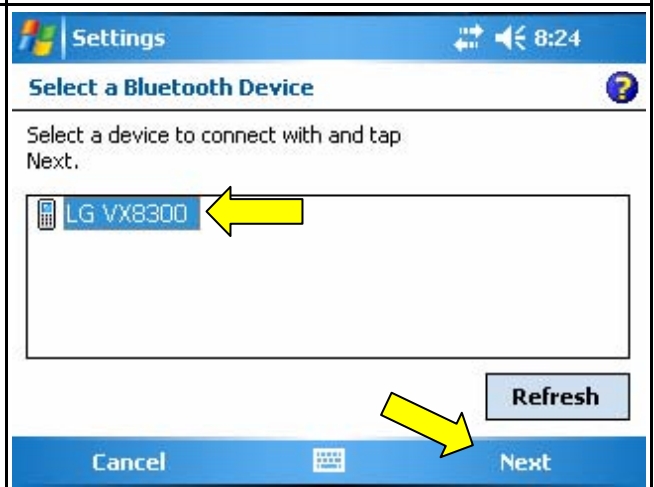 Settings 8:24
Select a Bluetooth Device ?
Select a device to connect with and tap
Next.
LG VX8300
Refresh
Cancel Next